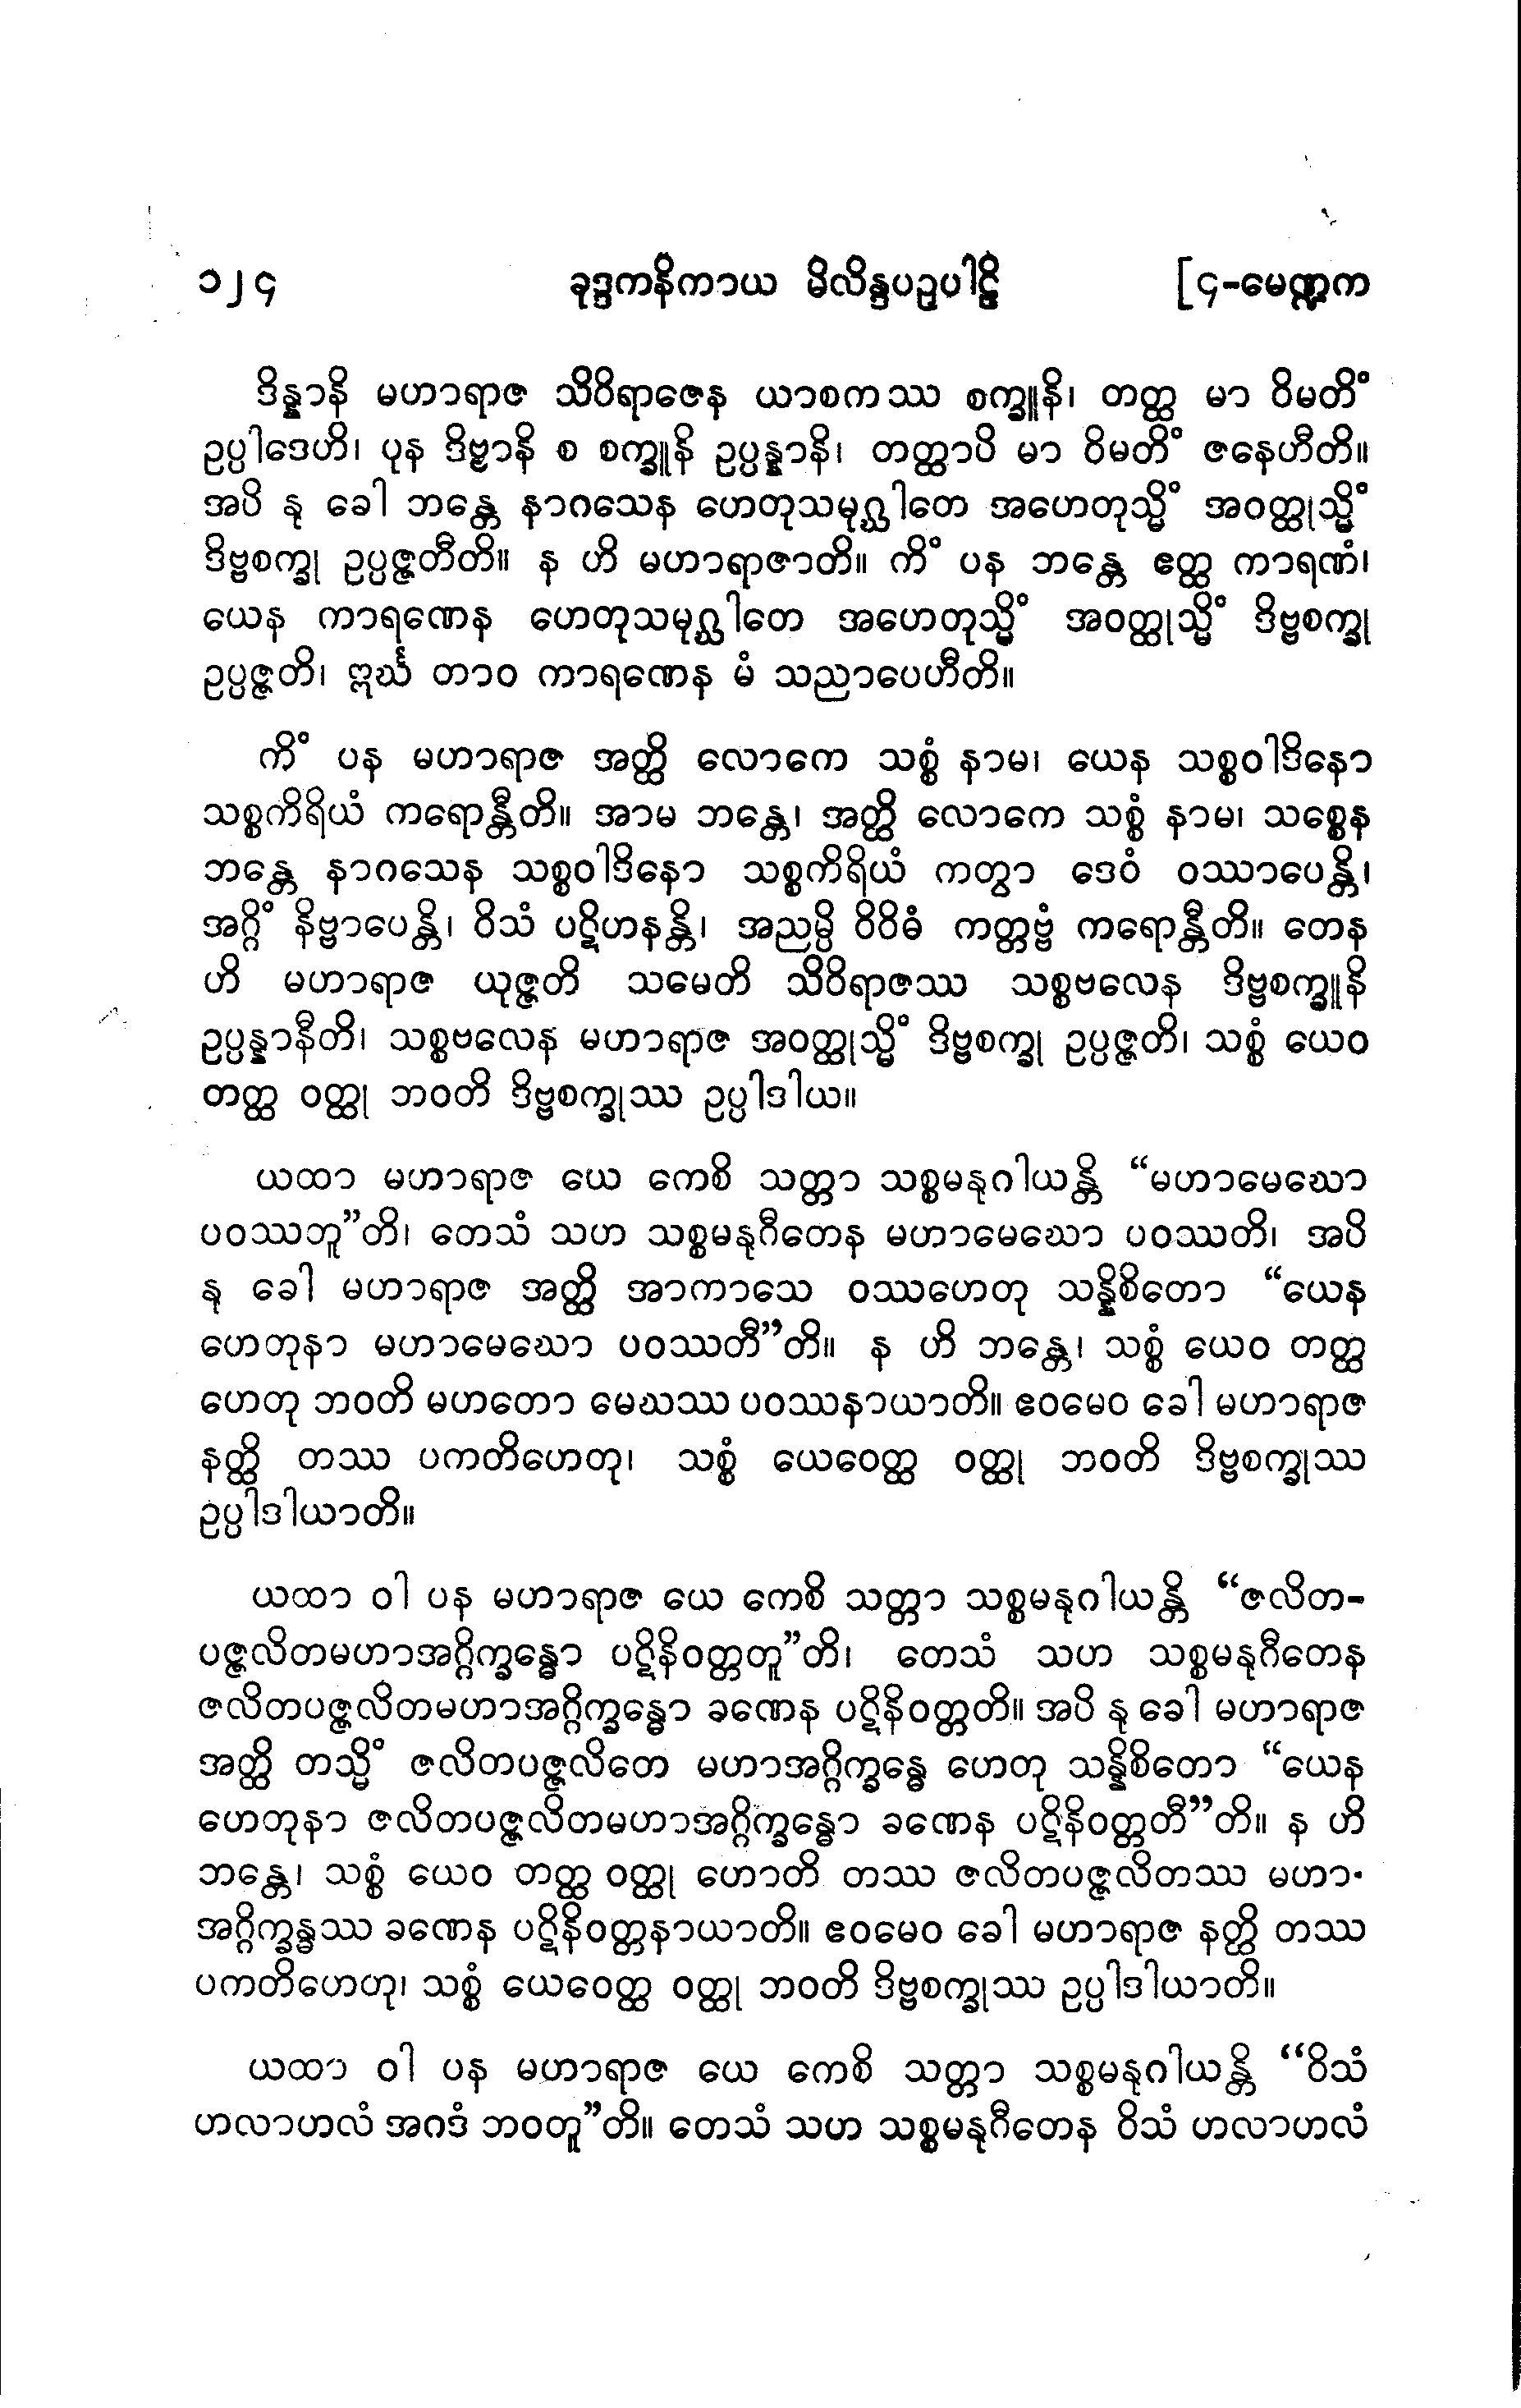 ၁၂၄ ခုဒ္ဒကနိကာယ မိလိန္ဒပဉှပါဠိ [၄-မေဏ္ဍက
ဒိန္နာနိ မဟာရာဇ သိဝိရာဇေန ယာစကဿ စက္ခူနိ၊ တတ္ထ မာ ဝိမတိံ
ဥပ္ပါဒေဟိ၊ ပုန ဒိဗ္ဗာနိ စ စက္ခူနိ ဥပ္ပန္နာနိ၊ တတ္ထာပိ မာ ဝိမတိံ ဇနေဟီတိ။
အပိ နု ခေါ ဘန္တေ နာဂသေန ဟေတုသမုဂ္ဃါတေ အဟေတုသ္မိံ အဝတ္ထုသ္မိံ
ဒိဗ္ဗစက္ခု ဥပ္ပဇ္ဇတီတိ။ န ဟိ မဟာရာဇာတိ။ ကိံ ပန ဘန္တေ ဧတ္ထ ကာရဏံ၊
ယေန ကာရဏေန ဟေတုသမုဂ္ဃါတေ အဟေတုသ္မိံ အဝတ္ထုသ္မိံ ဒိဗ္ဗစက္ခု
ဥပ္ပဇ္ဇတိ၊ ဣင်္ဃ တာဝ ကာရဏေန မံ သညာပေဟီတိ။
ကိံ ပန မဟာရာဇ အတ္ထိ လောကေ သစ္စံ နာမ၊ ယေန သစ္စဝါဒိနော
သစ္စကိရိယံ ကရောန္တီတိ။ အာမ ဘန္တေ၊ အတ္ထိ လောကေ သစ္စံ နာမ၊ သစ္စေန
ဘန္တေ နာဂသေန သစ္စဝါဒိနော သစ္စကိရိယံ ကတွာ ဒေဝံ ဝဿာပေန္တိ၊
အဂ္ဂိံ နိဗ္ဗာပေန္တိ၊ ဝိသံ ပဋိဟနန္တိ၊ အညမ္ပိ ဝိဝိဓံ ကတ္တဗ္ဗံ ကရောန္တီတိ။ တေန
ဟိ မဟာရာဇ ယုဇ္ဇတိ သမေတိ သိဝိရာဇဿ သစ္စဗလေန ဒိဗ္ဗစက္ခူနိ
ဥပ္ပန္နာနီတိ၊ သစ္စဗလေန မဟာရာဇ အဝတ္ထုသ္မိံ ဒိဗ္ဗစက္ခု ဥပ္ပဇ္ဇတိ၊ သစ္စံ ယေဝ
တတ္ထ ဝတ္ထု ဘဝတိ ဒိဗ္ဗစက္ခုဿ ဥပ္ပါဒါယ။
ယထာ မဟာရာဇ ယေ ကေစိ သတ္တာ သစ္စမနုဂါယန္တိ “မဟာမေဃော
ပဝဿဘူ”တိ၊ တေသံ သဟ သစ္စမနုဂီတေန မဟာမေဃော ပဝဿတိ၊ အပိ
နု ခေါ မဟာရာဇ အတ္ထိ အာကာသေ ဝဿဟေတု သန္နိစိတော “ယေန
ဟေတုနာ မဟာမေဃော ပဝဿတီ”တိ။ န ဟိ ဘန္တေ၊ သစ္စံ ယေဝ တတ္ထ
ဟေတု ဘဝတိ မဟတော မေဃဿ ပဝဿနာယာတိ။ ဧဝမေဝ ခေါ မဟာရာဇ
နတ္ထိ တဿ ပကတိဟေတု၊ သစ္စံ ယေဝေတ္ထ ဝတ္ထု ဘဝတိ ဒိဗ္ဗစက္ခုဿ
ဥပ္ပါဒါယာတိ။
ယထာ ဝါ ပန မဟာရာဇ ယေ ကေစိ သတ္တာ သစ္စမနုဂါယန္တိ “ဇလိတ-
ပဇ္ဇလိတမဟာအဂ္ဂိက္ခန္ဓော ပဋိနိဝတ္တတူ”တိ၊ တေသံ သဟ သစ္စမနုဂီတေန
ဇလိတပဇ္ဇလိတမဟာအဂ္ဂိက္ခန္ဓော ခဏေန ပဋိနိဝတ္တတိ။ အပိ နု ခေါ မဟာရာဇ
အတ္ထိ တသ္မိံ ဇလိတပဇ္ဇလိတေ မဟာအဂ္ဂိက္ခန္ဓေ ဟေတု သန္နိစိတော “ယေန
ဟေတုနာ ဇလိတပဇ္ဇလိတမဟာအဂ္ဂိက္ခန္ဓော ခဏေန ပဋိနိဝတ္တတီ”တိ။ န ဟိ
ဘန္တေ၊ သစ္စံ ယေဝ တတ္ထ ဝတ္ထု ဟောတိ တဿ ဇလိတပဇ္ဇလိတဿ မဟာ-
အဂ္ဂိက္ခန္ဓဿ ခဏေန ပဋိနိဝတ္တနာယာတိ။ ဧဝမေဝ ခေါ မဟာရာဇ နတ္ထိ တဿ
ပကတိဟေတု၊ သစ္စံ ယေဝေတ္ထ ဝတ္ထု ဘဝတိ ဒိဗ္ဗစက္ခုဿ ဥပ္ပါဒါယာတိ။
ယထာ ဝါ ပန မဟာရာဇ ယေ ကေစိ သတ္တာ သစ္စမနုဂါယန္တိ “ဝိသံ
ဟလာဟလံ အဂဒံ ဘဝတူ”တိ။ တေသံ သဟ သစ္စမနုဂီတေန ဝိသံ ဟလာဟလံ